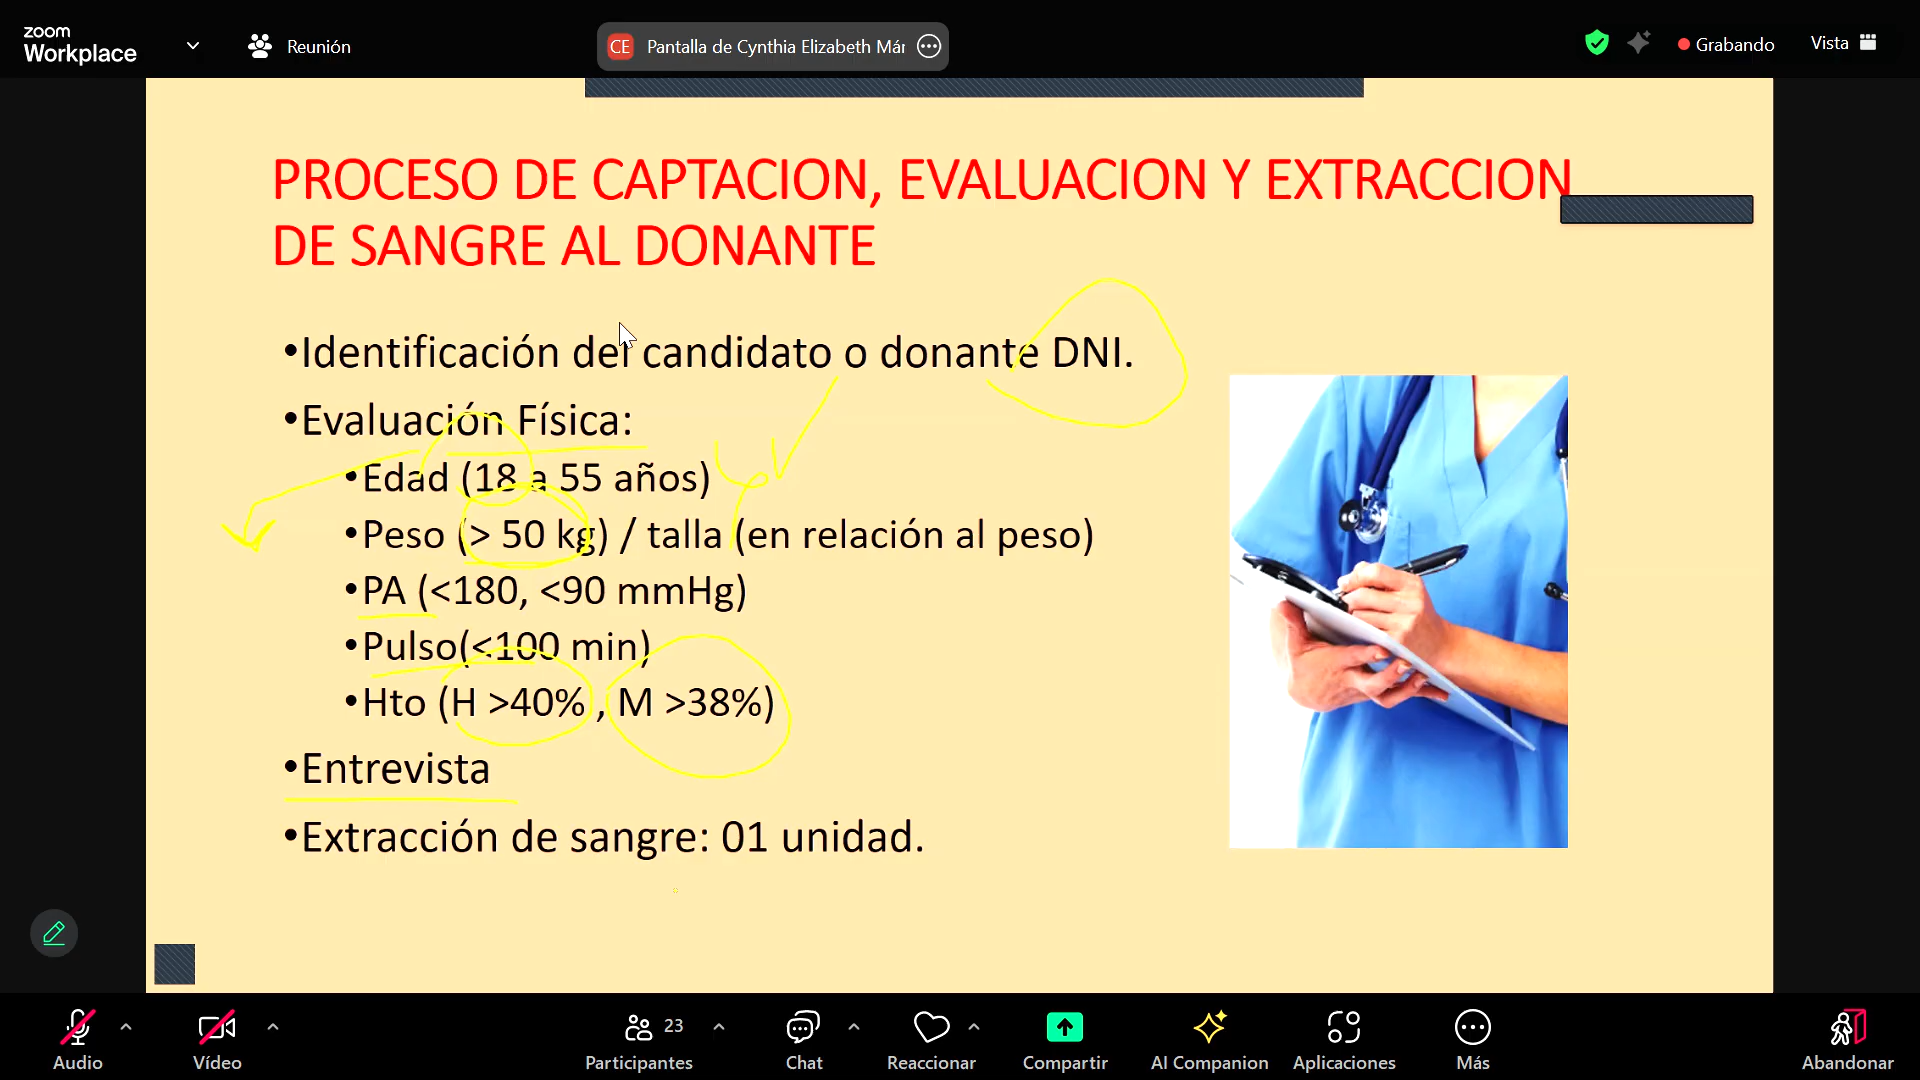 zoom
Workplace
Reunión
CE Pantalla de Cynthia Elizabeth Már
Grabando
Vista
PROCESO DE CAPTACION, EVALUACION Y EXTRACCION
DE SANGRE AL DONANTE
•Identificación del candidato o donante DNI.
•Evaluación Física:
•Edad (18 a 55 años)
•Peso (> 50 kg) / talla (en relación al peso)
•PA (<180, <90 mmHg)
•Pulso(<100 min)
•Hto (H >40% , M >38%)
•Entrevista
•Extracción de sangre: 01 unidad.
Audio
Vídeo
23
Participantes
Chat
Reaccionar
Compartir
AI Companion
Aplicaciones
Más
Abandonar